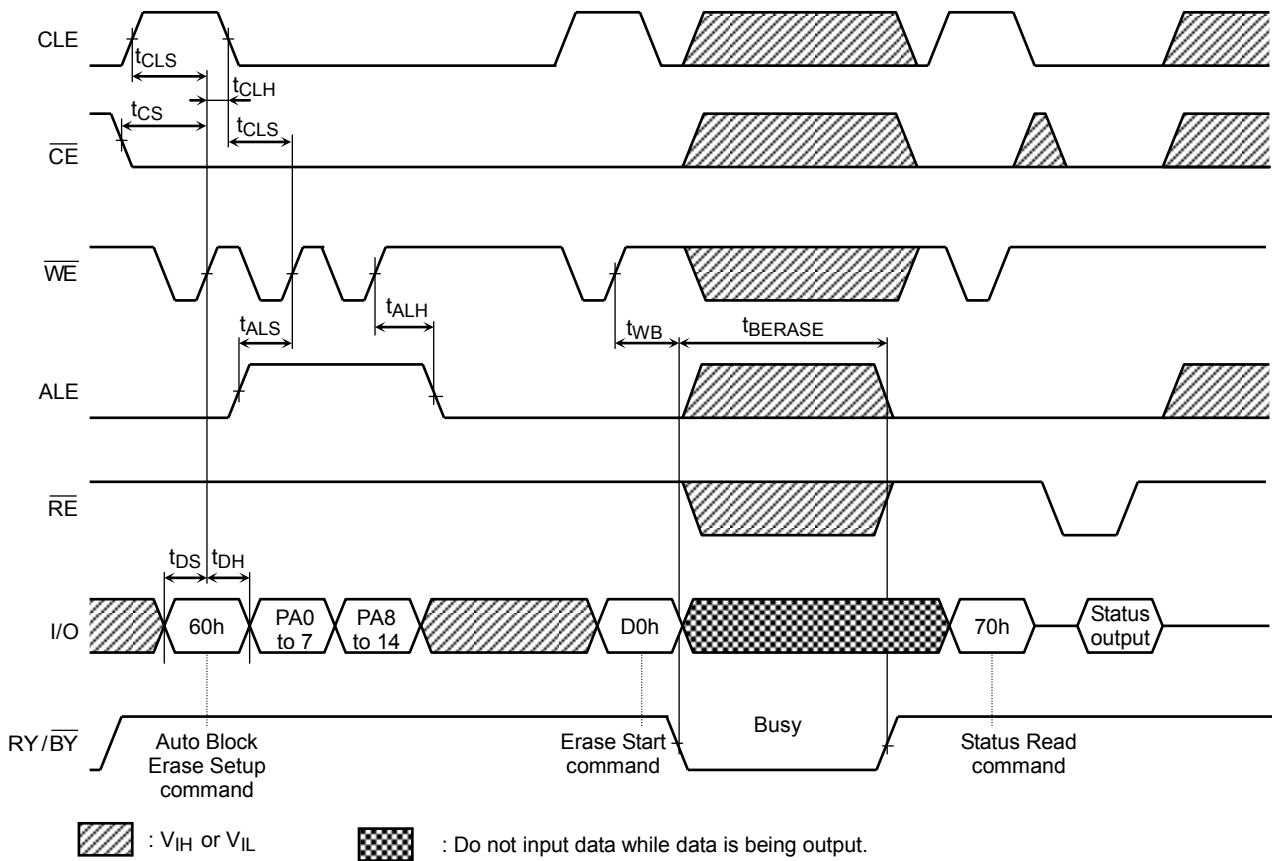 CLE
tCLS
tCLH
tCS
tCLS
CE
WE
tALS
tALH
tWB
tBERASE
ALE
RE
tDS
tDH
I/O
60h
PA0
to 7
PA8
to 14
D0h
70h
Status
output
RY/BY
Busy
Auto Block
Erase Setup
command
Erase Start
command
Status Read
command
: VIH or VIL
: Do not input data while data is being output.